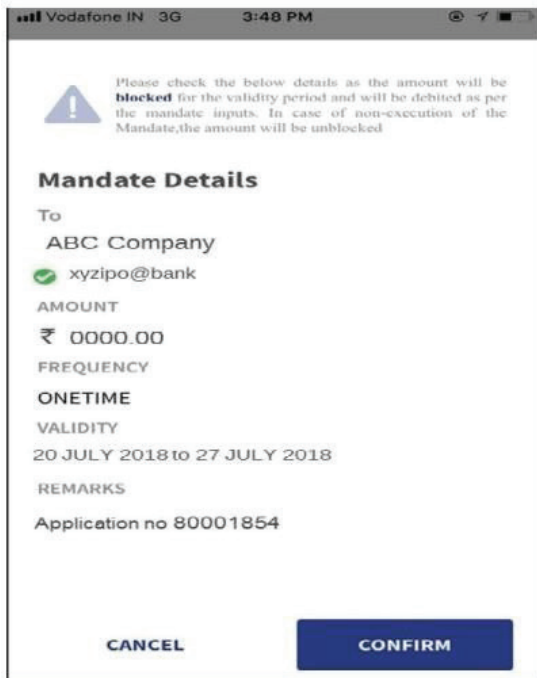 Vodafone IN 3G 3:48 PM
Please check the below details as the amount will be
blocked for the validity period and will be debited as per
the mandate inputs. In case of non-execution of the
Mandate,the amount will be unblocked
Mandate Details
To
ABC Company
xyzipo@bank
AMOUNT
₹ 0000.00
FREQUENCY
ONETIME
VALIDITY
20 JULY 2018 to 27 JULY 2018
REMARKS
Application no 80001854
CANCEL CONFIRM